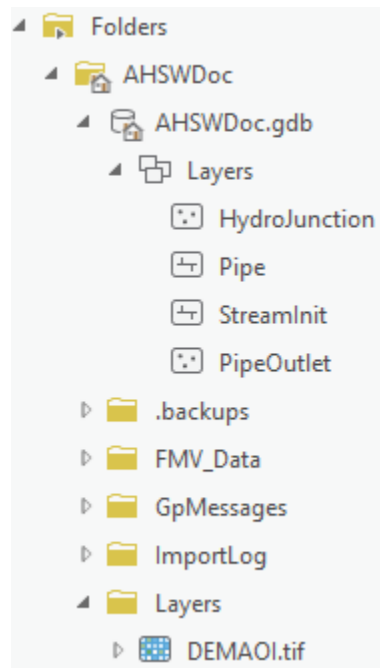 Folders
AHSWDoc
AHSWDoc.gdb
Layers
HydroJunction
Pipe
StreamInit
PipeOutlet
.backups
FMV_Data
GpMessages
ImportLog
Layers
DEMAOI.tif